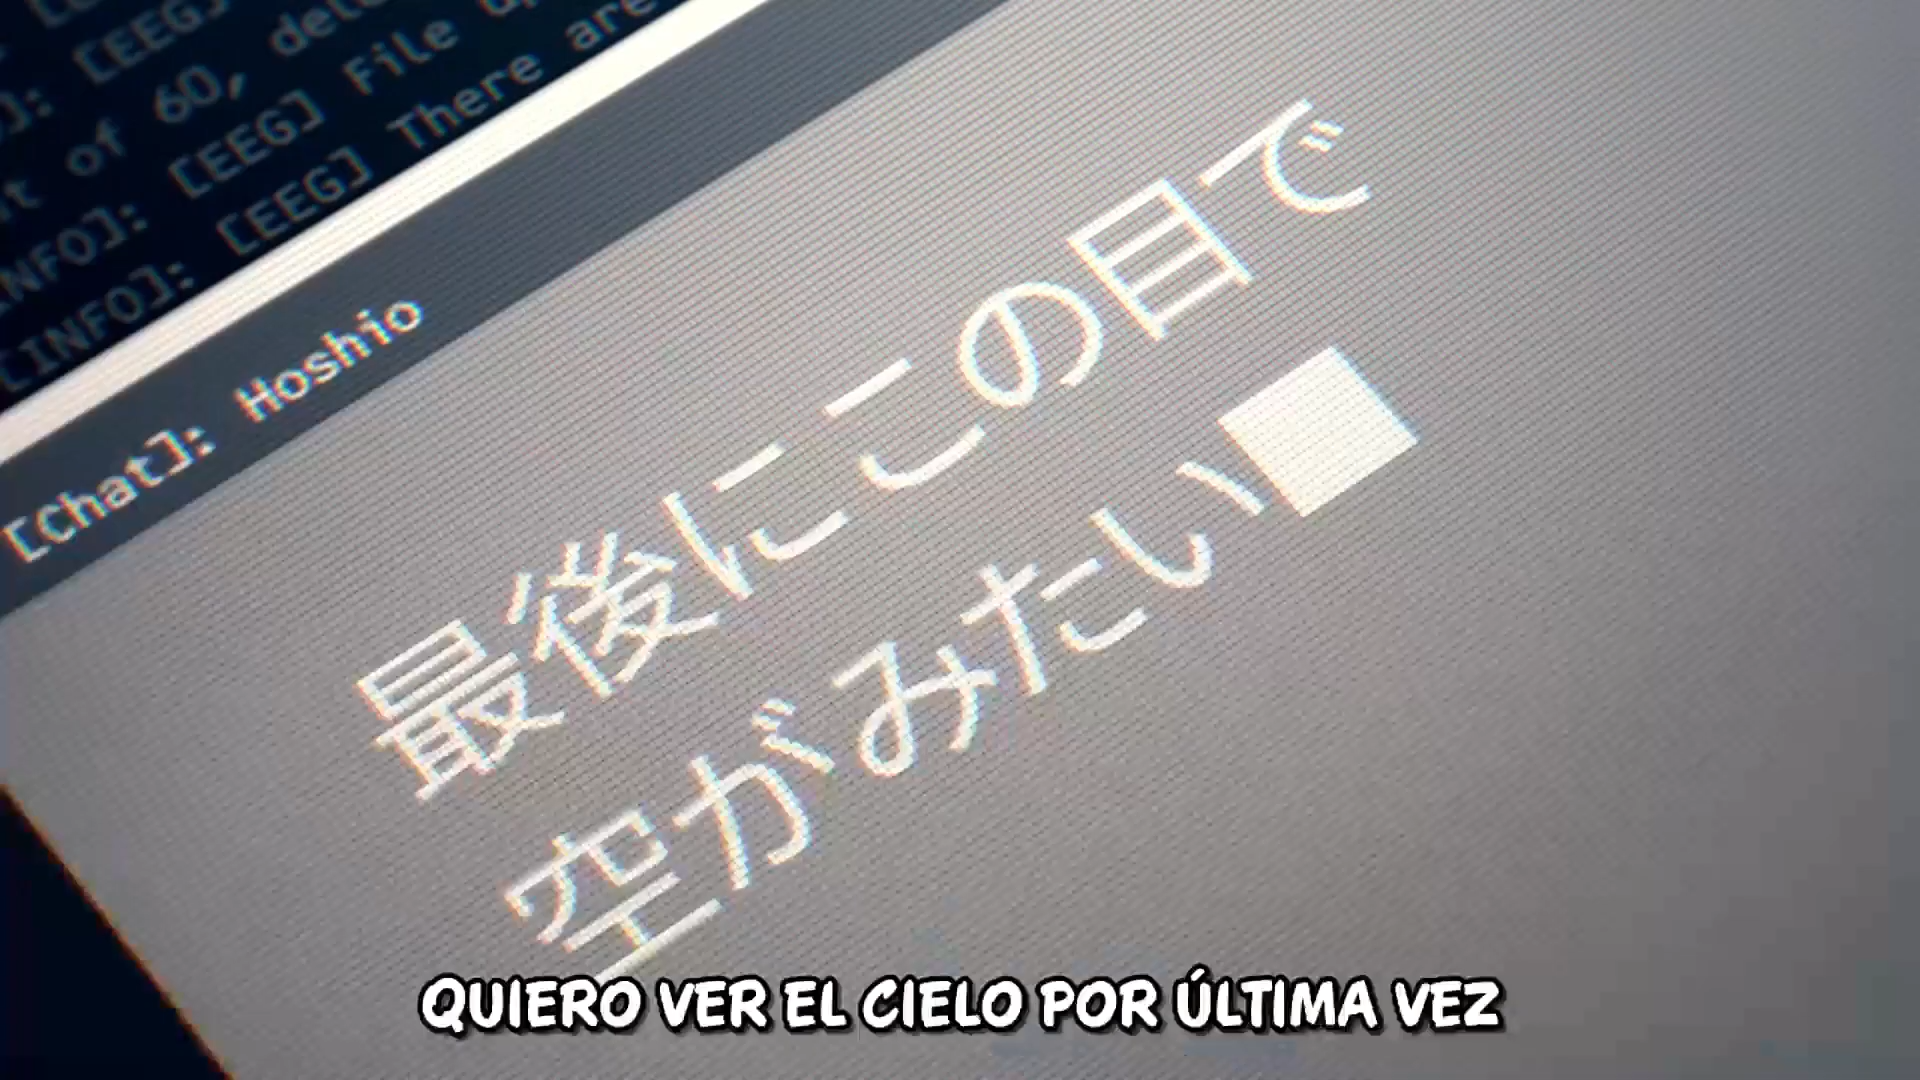 [EEG]
of 60,
[EEG] File
INFO]: [EEG] There are
[INFO]:
[Chat]: Hoshio
最後にこの目で
空がみたい
QUIERO VER EL CIELO POR ÚLTIMA VEZ